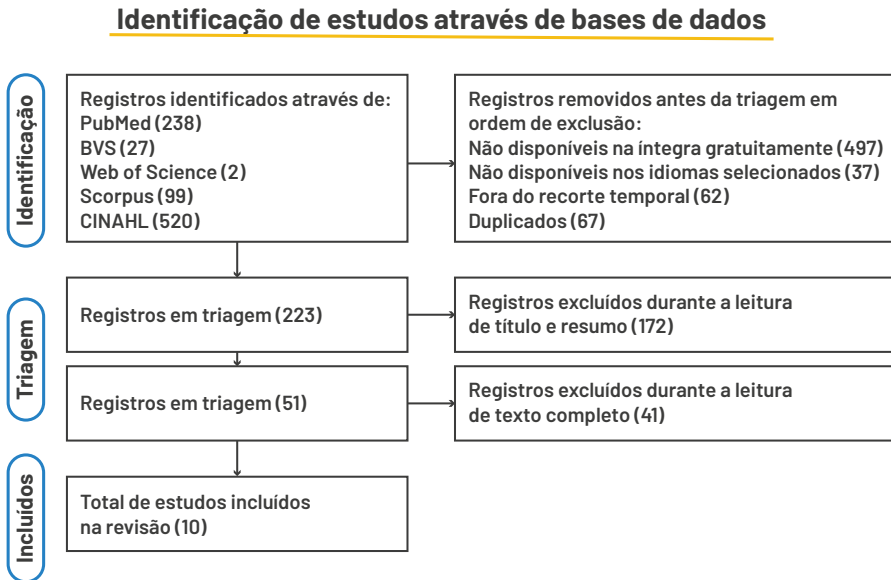 Identificação de estudos através de bases de dados
Identificação
Registros identificados através de:
PubMed (238)
BVS (27)
Web of Science (2)
Scorpus (99)
CINAHL (520)
Registros removidos antes da triagem em
ordem de exclusão:
Não disponíveis na íntegra gratuitamente (497)
Não disponíveis nos idiomas selecionados (37)
Fora do recorte temporal (62)
Duplicados (67)
Triagem
Registros em triagem (223)
Registros excluídos durante a leitura
de título e resumo (172)
Registros em triagem (51)
Registros excluídos durante a leitura
de texto completo (41)
Incluídos
Total de estudos incluídos
na revisão (10)